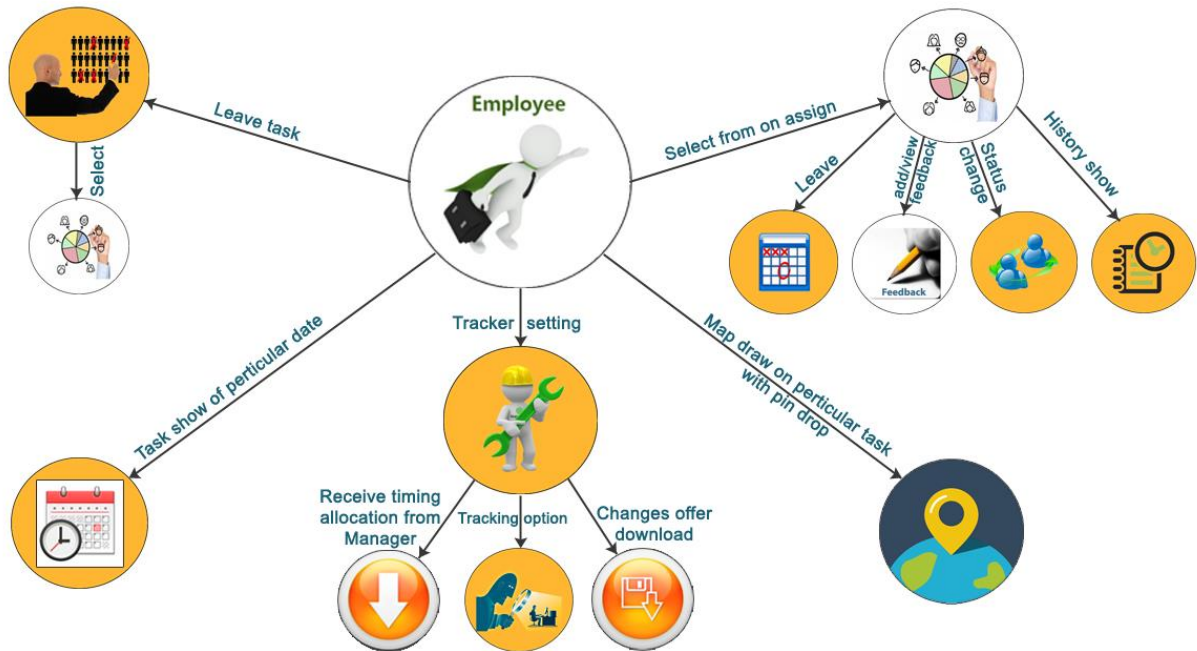 Employee
Leave task
Select from on assign
History show
Status
change
add/view
feedback
Leave
Select
Feedback
Tracker setting
Map draw on perticular task
with pin drop
Task show of perticular date
Receive timing
allocation from
Manager
Tracking option
Changes offer
download